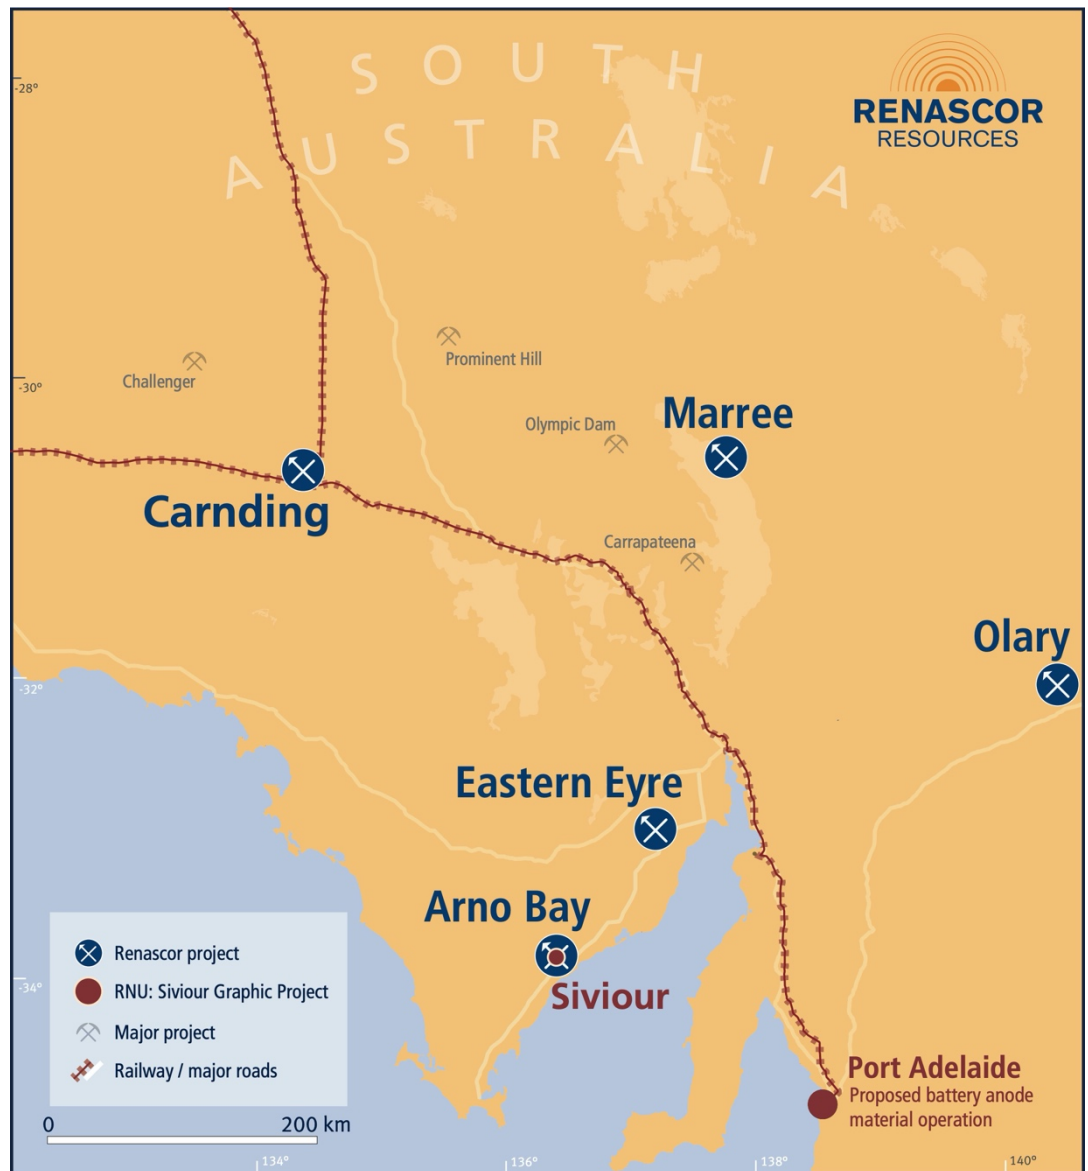 SOUTH
AUSTRALIA
RENASCOR
RESOURCES
-28°
Prominent Hill
Challenger
-30°
Marree
Olympic Dam
Carnding
Carrapateena
Olary
-32°
Eastern Eyre
Arno Bay
Siviour
-34°
Renascor project
RNU: Siviour Graphic Project
Major project
Railway / major roads
Port Adelaide
Proposed battery anode
material operation
0 200 km
134° 136° 138° 140°